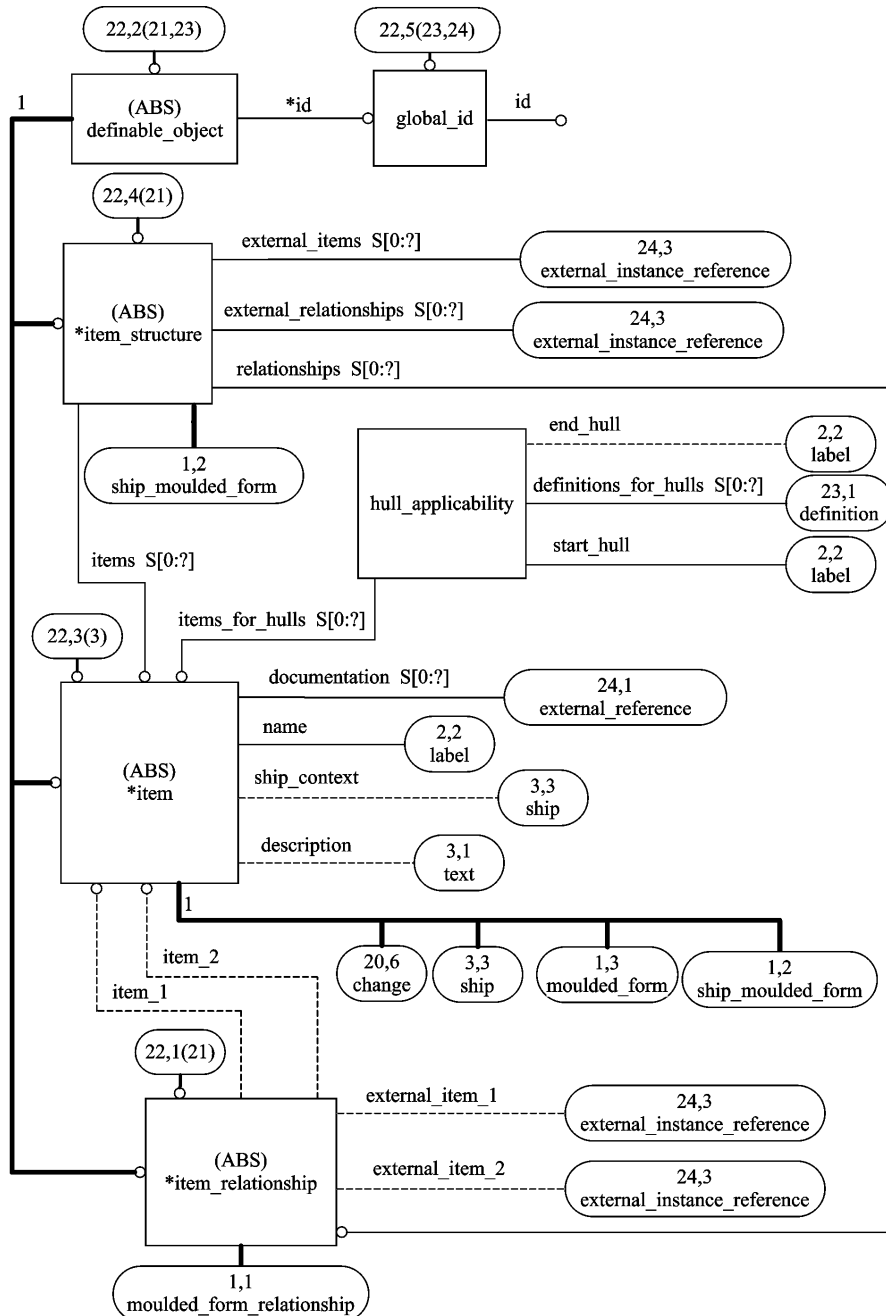 22,2(21,23)
22,5(23,24)
1
(ABS)
definable_object
*id
global_id
id
22,4(21)
external_items S[0:?]
24,3
external_instance_reference
(ABS)
*item_structure
external_relationships S[0:?]
24,3
external_instance_reference
relationships S[0:?]
1,2
ship_moulded_form
end_hull
2,2
label
hull_applicability
definitions_for_hulls S[0:?]
23,1
definition
start_hull
2,2
label
items S[0:?]
items_for_hulls S[0:?]
22,3(3)
documentation S[0:?]
24,1
external_reference
name
2,2
label
(ABS)
*item
ship_context
3,3
ship
description
3,1
text
1
item_2
item_1
20,6
change
3,3
ship
1,3
moulded_form
1,2
ship_moulded_form
22,1(21)
external_item_1
24,3
external_instance_reference
(ABS)
*item_relationship
external_item_2
24,3
external_instance_reference
1,1
moulded_form_relationship